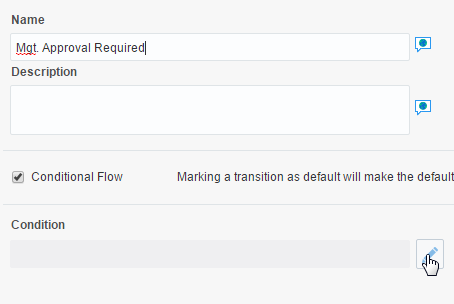 Name
Mgt. Approval Required
Description
Conditional Flow Marking a transition as default will make the default
Condition